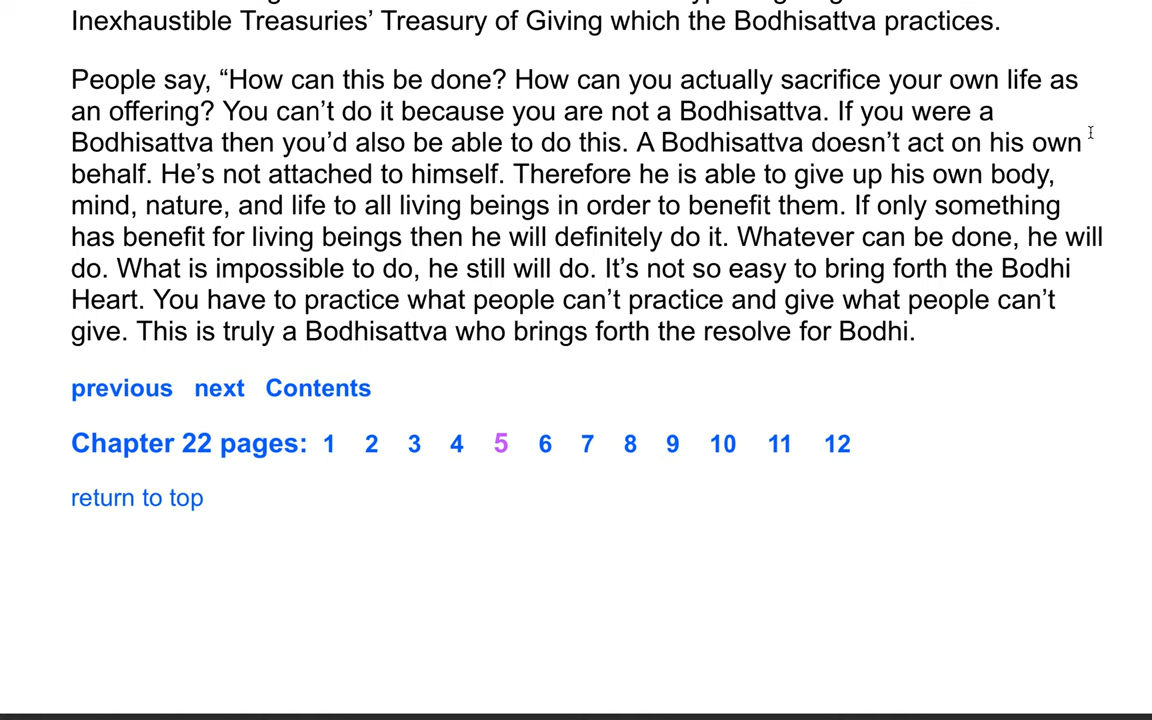 Inexhaustible Treasuries’ Treasury of Giving which the Bodhisattva practices.
People say, “How can this be done? How can you actually sacrifice your own life as
an offering? You can’t do it because you are not a Bodhisattva. If you were a
Bodhisattva then you’d also be able to do this. A Bodhisattva doesn’t act on his own
behalf. He’s not attached to himself. Therefore he is able to give up his own body,
mind, nature, and life to all living beings in order to benefit them. If only something
has benefit for living beings then he will definitely do it. Whatever can be done, he will
do. What is impossible to do, he still will do. It’s not so easy to bring forth the Bodhi
Heart. You have to practice what people can’t practice and give what people can’t
give. This is truly a Bodhisattva who brings forth the resolve for Bodhi.
previous next Contents
Chapter 22 pages: 1 2 3 4 5 6 7 8 9 10 11 12
return to top